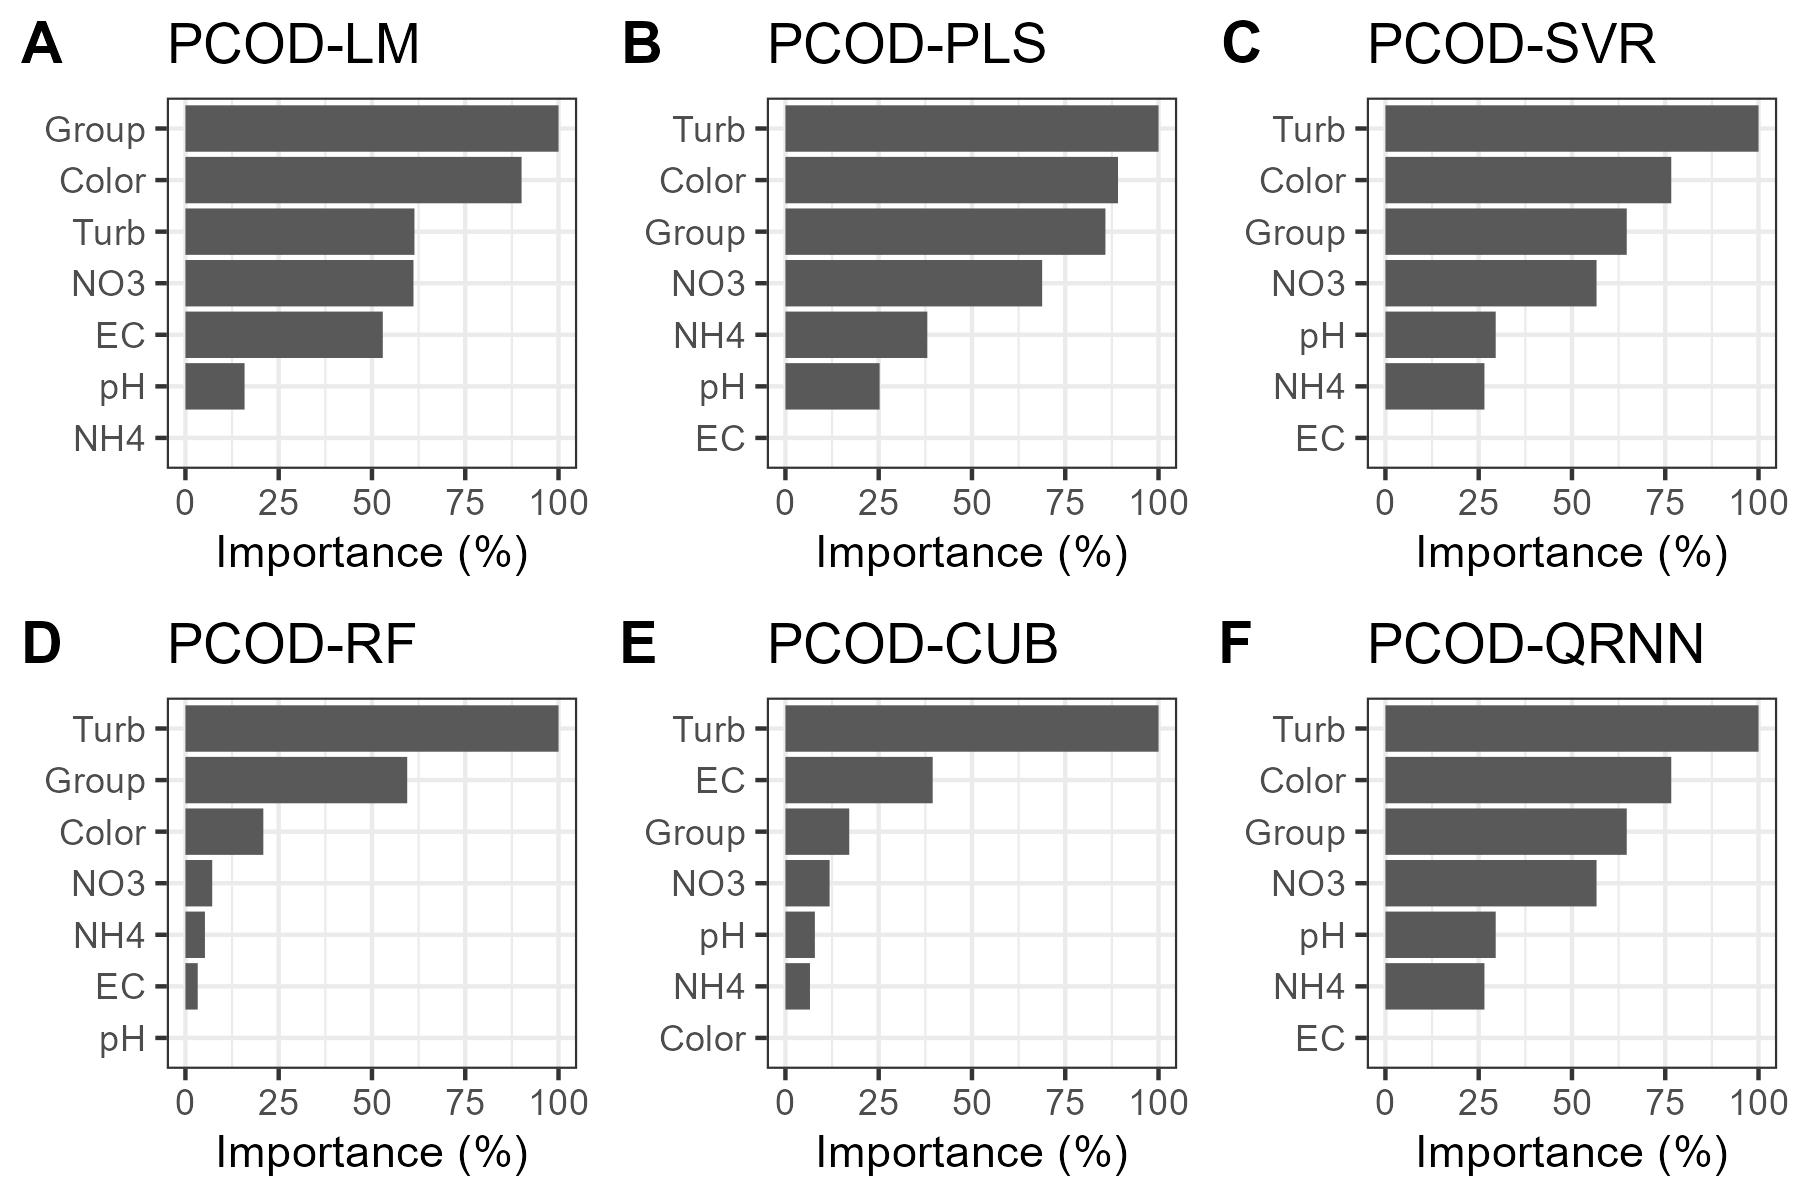 A PCOD-LM
Group
Color
Turb
NO3
EC
pH
NH4
0 25 50 75 100
Importance (%)
B PCOD-PLS
Turb
Color
Group
NO3
NH4
pH
EC
0 25 50 75 100
Importance (%)
C PCOD-SVR
Turb
Color
Group
NO3
pH
NH4
EC
0 25 50 75 100
Importance (%)
D PCOD-RF
Turb
Group
Color
NO3
NH4
EC
pH
0 25 50 75 100
Importance (%)
E PCOD-CUB
Turb
EC
Group
NO3
pH
NH4
Color
0 25 50 75 100
Importance (%)
F PCOD-QRNN
Turb
Color
Group
NO3
pH
NH4
EC
0 25 50 75 100
Importance (%)